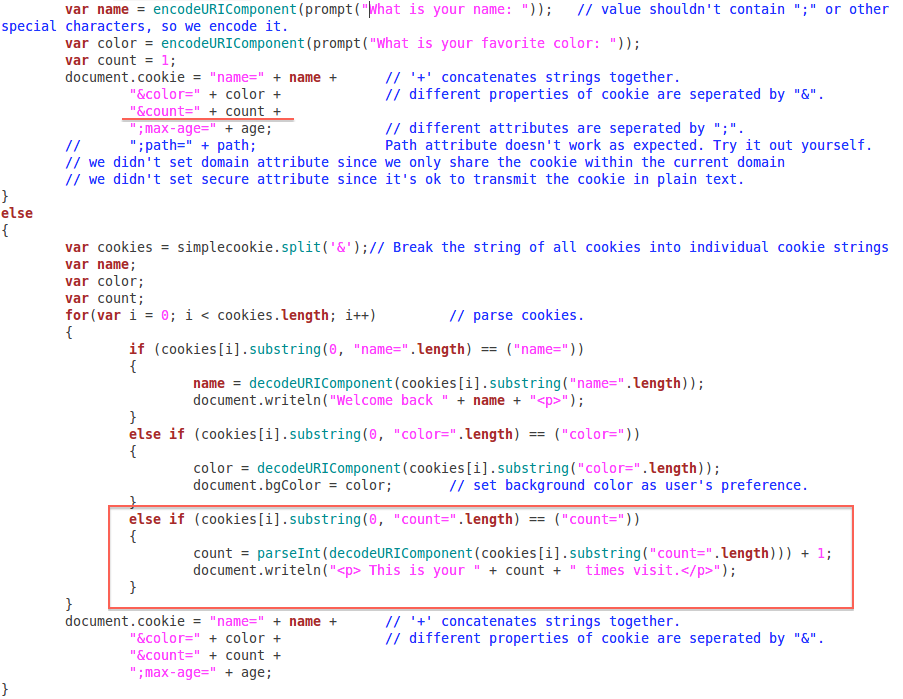 var name = encodeURIComponent(prompt("What is your name: "));   // value shouldn't contain ";" or other
special characters, so we encode it.
        var color = encodeURIComponent(prompt("What is your favorite color: "));
        var count = 1;
        document.cookie = "name=" + name +      // '+' concatenates strings together.
                "&color=" + color +             // different properties of cookie are seperated by "&".
                "&count=" + count +
                ";max-age=" + age;              // different attributes are seperated by ";".
        //      ";path=" + path;                Path attribute doesn't work as expected. Try it out yourself.
        // we didn't set domain attribute since we only share the cookie within the current domain
        // we didn't set secure attribute since it's ok to transmit the cookie in plain text.
}
else
{
        var cookies = simplecookie.split('&');// Break the string of all cookies into individual cookie strings
        var name;
        var color;
        var count;
        for(var i = 0; i < cookies.length; i++)         // parse cookies.
        {
                if (cookies[i].substring(0, "name=".length) == ("name="))
                {
                        name = decodeURIComponent(cookies[i].substring("name=".length));
                        document.writeln("Welcome back " + name + "<p>");
                }
                else if (cookies[i].substring(0, "color=".length) == ("color="))
                {
                        color = decodeURIComponent(cookies[i].substring("color=".length));
                        document.bgColor = color;       // set background color as user's preference.
                }
                else if (cookies[i].substring(0, "count=".length) == ("count="))
                {
                        count = parseInt(decodeURIComponent(cookies[i].substring("count=".length))) + 1;
                        document.writeln("<p> This is your " + count + " times visit.</p>");
                }
        }
        document.cookie = "name=" + name +      // '+' concatenates strings together.
                "&color=" + color +             // different properties of cookie are seperated by "&".
                "&count=" + count +
                ";max-age=" + age;
}